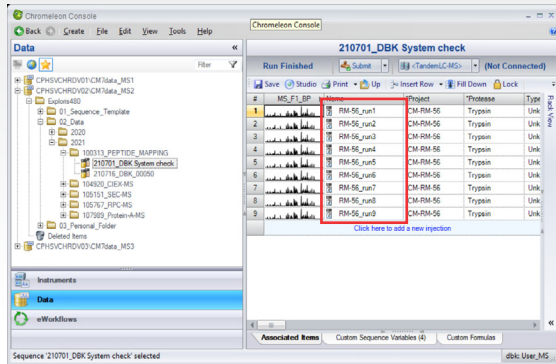 Chromeleon Console
Chromeleon Console
Back Create File Edit View Tools Help
Data «
Filter
CPHSVCHRDV01\CM7data_MS1
CPHSVCHRDV02\CM7data_MS2
Exploris480
01_Sequence_Template
02_Data
2020
2021
100313_PEPTIDE_MAPPING
210701_DBK System check
210716_DBK_00050
104920_CIEX-MS
105151_SEC-MS
105767_RPC-MS
107989_Protein-A-MS
03_Personal_Folder
Deleted Items
CPHSVCHRDV03\CM7data_MS3
Instruments
Data
eWorkflows
210701_DBK System check
Run Finished Submit <TandemLC-MS> (Not Connected)
Save Studio Print Up Insert Row Fill Down Lock
# MS_F1_BP Name *Project *Protease Type
1 RM-56_run1 CM-RM-56 Trypsin Unk
2 RM-56_run2 CM-RM-56 Trypsin Unk
3 RM-56_run3 CM-RM-56 Trypsin Unk
4 RM-56_run4 CM-RM-56 Trypsin Unk
5 RM-56_run5 CM-RM-56 Trypsin Unk
6 RM-56_run6 CM-RM-56 Trypsin Unk
7 RM-56_run7 CM-RM-56 Trypsin Unk
8 RM-56_run8 CM-RM-56 Trypsin Unk
9 RM-56_run9 CM-RM-56 Trypsin Unk
Click here to add a new injection
Rack View
«
Associated Items Custom Sequence Variables (4) Custom Formulas
Sequence '210701_DBK System check' selected dbk: User_MS